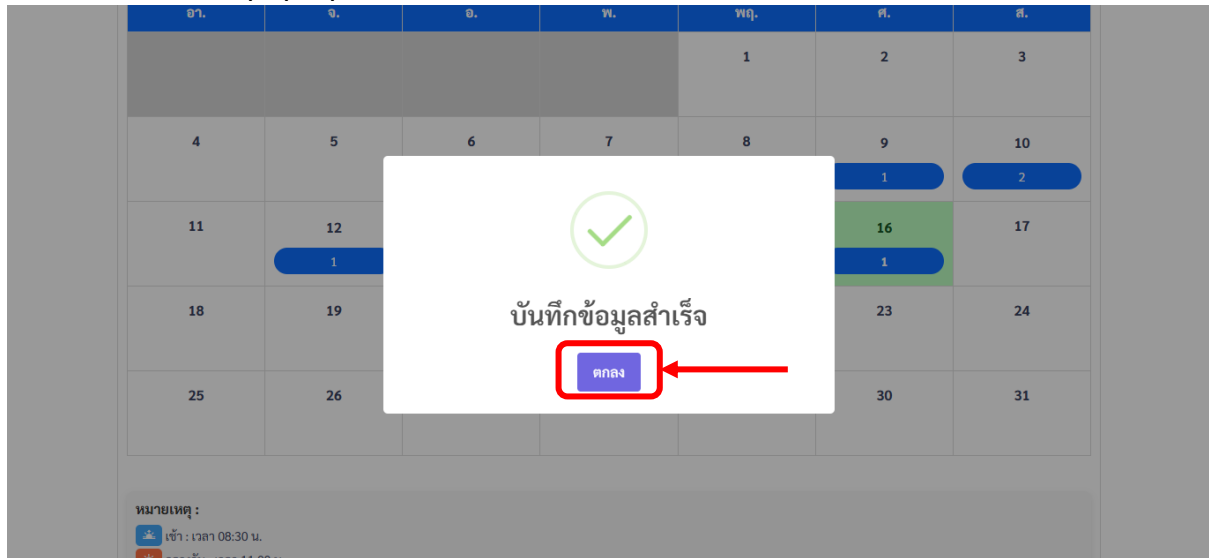 อา. จ. อ. พ. พฤ. ศ. ส.
1 2 3
4 5 6 7 8 9 10
1 2
11 12 16 17
1 1
บันทึกข้อมูลสำเร็จ
18 19 23 24
ตกลง
25 26 30 31
หมายเหตุ :
เช้า : เวลา 08:30 น.